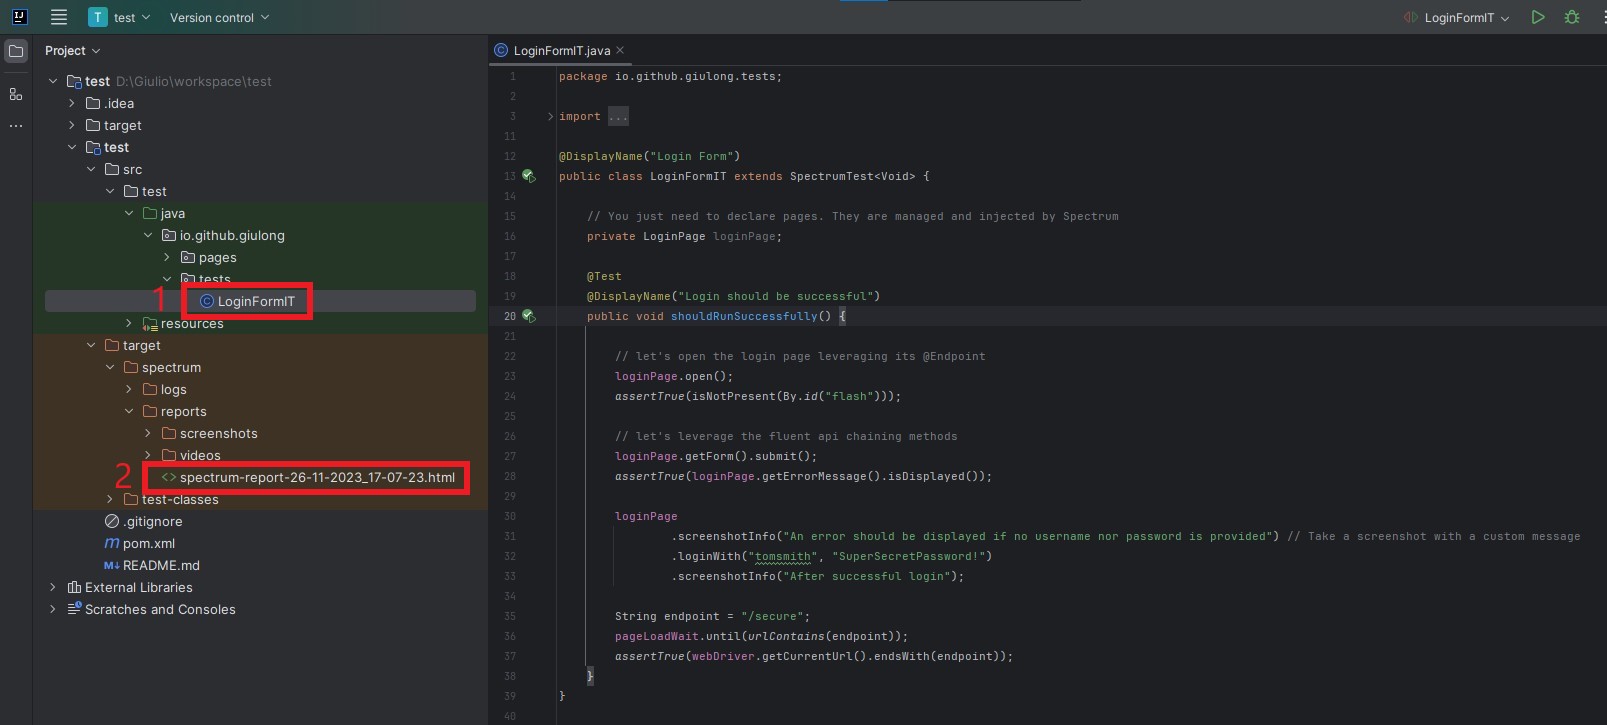 IJ T test Version control LoginFormIT
Project
test D:\Giulio\workspace\test
.idea
target
test
src
test
java
io.github.giulong
pages
tests
1 LoginFormIT
resources
target
spectrum
logs
reports
screenshots
videos
2 <> spectrum-report-26-11-2023_17-07-23.html
test-classes
.gitignore
m pom.xml
M↓ README.md
External Libraries
Scratches and Consoles
LoginFormIT.java ×
1 package io.github.giulong.tests;
2
3 import ...
11
12 @DisplayName("Login Form")
13 public class LoginFormIT extends SpectrumTest<Void> {
14
15 // You just need to declare pages. They are managed and injected by Spectrum
16 private LoginPage loginPage;
17
18 @Test
19 @DisplayName("Login should be successful")
20 public void shouldRunSuccessfully() {
21
22 // let's open the login page leveraging its @Endpoint
23 loginPage.open();
24 assertTrue(isNotPresent(By.id("flash")));
25
26 // let's leverage the fluent api chaining methods
27 loginPage.getForm().submit();
28 assertTrue(loginPage.getErrorMessage().isDisplayed());
29
30 loginPage
31 .screenshotInfo("An error should be displayed if no username nor password is provided") // Take a screenshot with a custom message
32 .loginWith("tomsmith", "SuperSecretPassword!")
33 .screenshotInfo("After successful login");
34
35 String endpoint = "/secure";
36 pageLoadWait.until(urlContains(endpoint));
37 assertTrue(webDriver.getCurrentUrl().endsWith(endpoint));
38 }
39 }
40